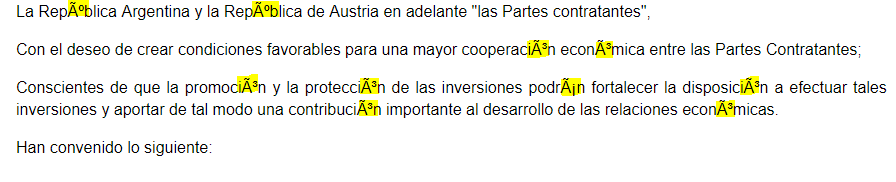 La RepÃºblica Argentina y la RepÃºblica de Austria en adelante "las Partes contratantes",
Con el deseo de crear condiciones favorables para una mayor cooperaciÃ³n econÃ³mica entre las Partes Contratantes;
Conscientes de que la promociÃ³n y la protecciÃ³n de las inversiones podrÃ¡n fortalecer la disposiciÃ³n a efectuar tales
inversiones y aportar de tal modo una contribuciÃ³n importante al desarrollo de las relaciones econÃ³micas.
Han convenido lo siguiente: